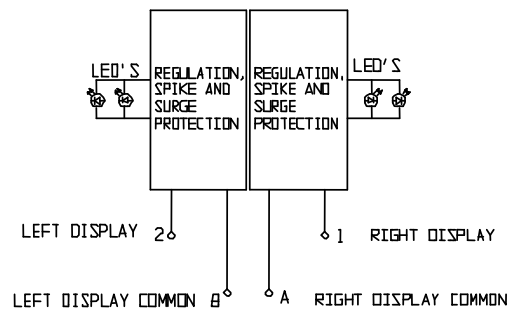 LED'S
REGULATION,
SPIKE AND
SURGE
PROTECTION
REGULATION,
SPIKE AND
SURGE
PROTECTION
LED'S
LEFT DISPLAY 2
1 RIGHT DISPLAY
LEFT DISPLAY COMMON B
A RIGHT DISPLAY COMMON